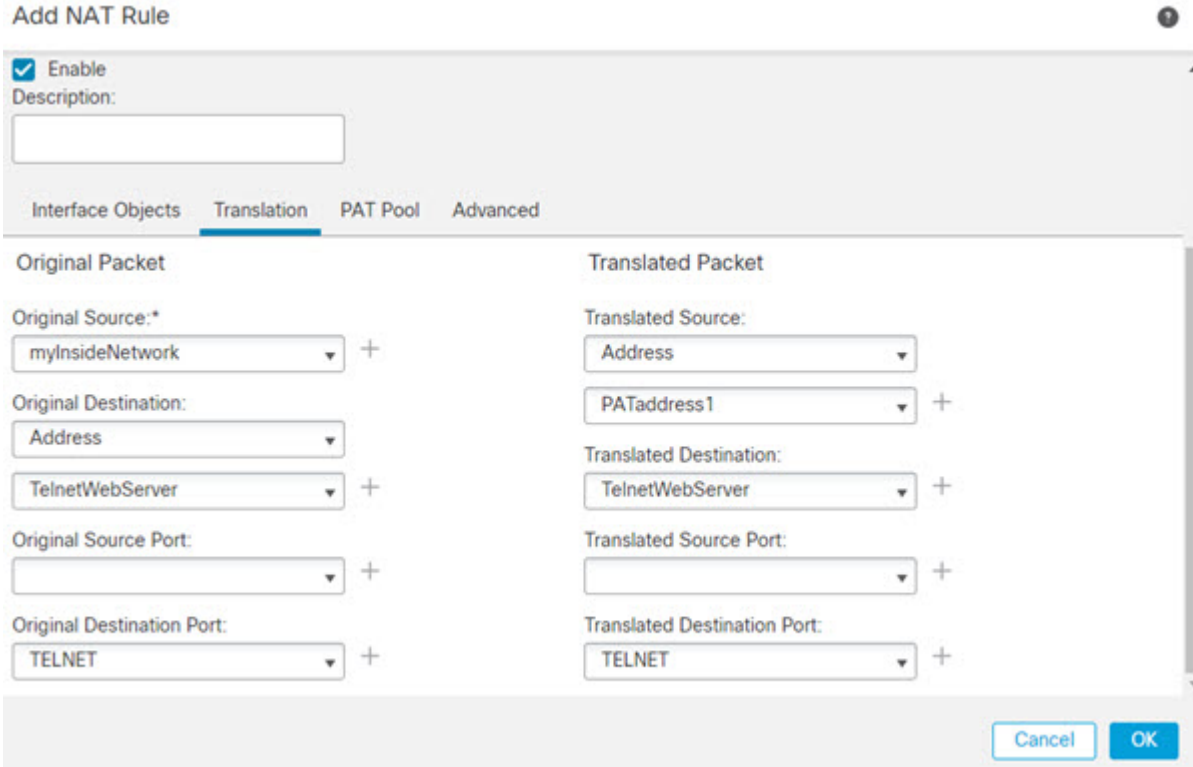 Add NAT Rule
Enable
Description:
Interface Objects Translation PAT Pool Advanced
Original Packet
Original Source:*
myInsideNetwork
Original Destination:
Address
TelnetWebServer
Original Source Port:
Original Destination Port:
TELNET
Translated Packet
Translated Source:
Address
PATaddress1
Translated Destination:
TelnetWebServer
Translated Source Port:
Translated Destination Port:
TELNET
Cancel OK